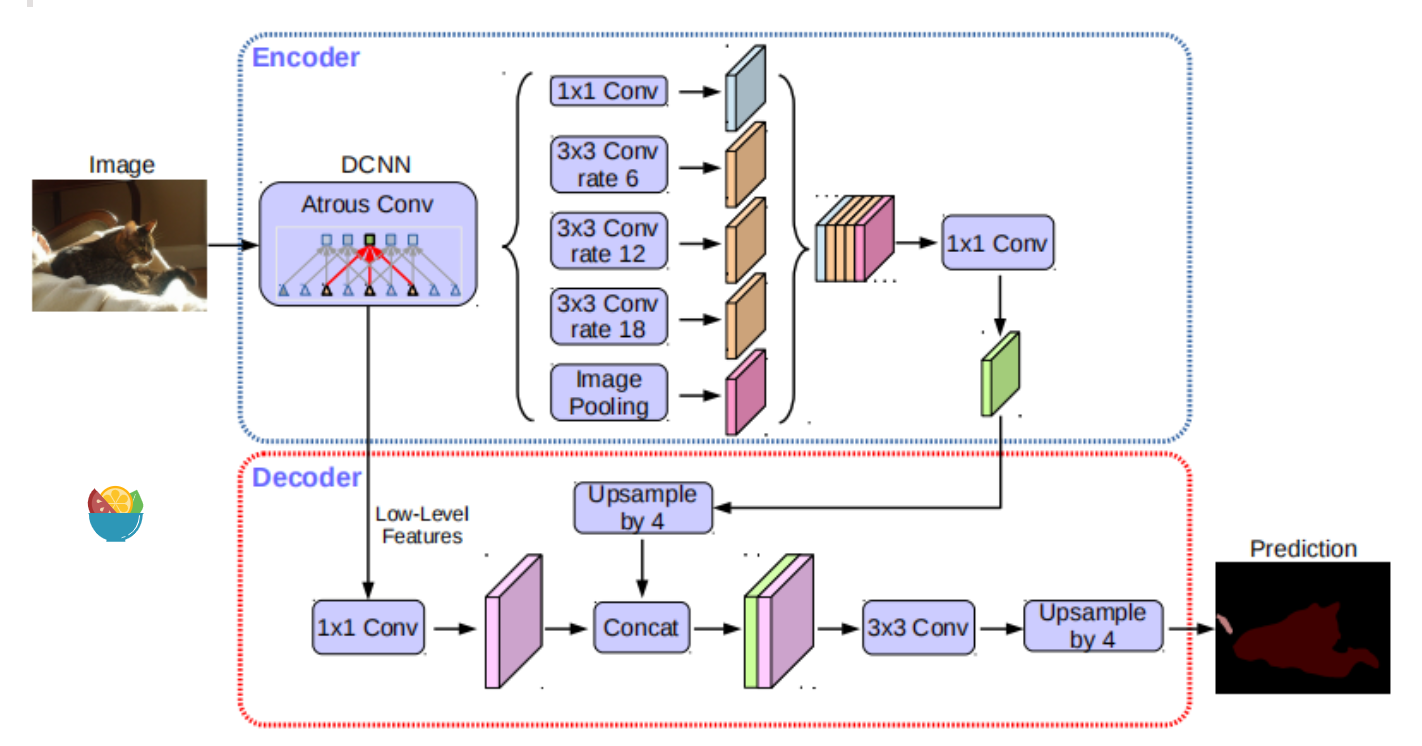 Encoder
Image
DCNN
Atrous Conv
1x1 Conv
3x3 Conv
rate 6
3x3 Conv
rate 12
3x3 Conv
rate 18
Image
Pooling
1x1 Conv
Decoder
Low-Level
Features
Upsample
by 4
1x1 Conv
Concat
3x3 Conv
Upsample
by 4
Prediction